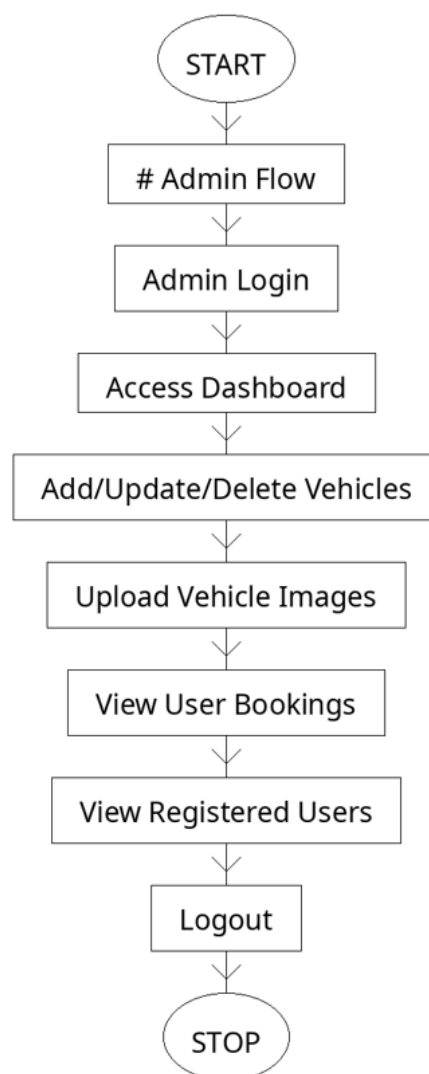 START
# Admin Flow
Admin Login
Access Dashboard
Add/Update/Delete Vehicles
Upload Vehicle Images
View User Bookings
View Registered Users
Logout
STOP